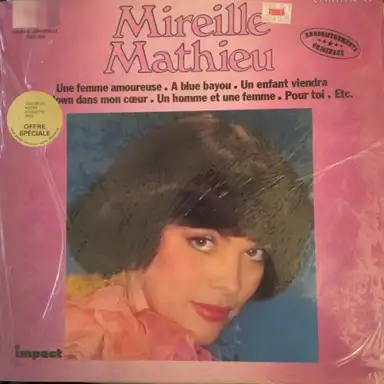 Mireille
Mathieu
ENREGISTREMENTS
ORIGINAUX
Une femme amoureuse . A blue bayou . Un enfant viendra
own dans mon cœur . Un homme et une femme . Pour toi . Etc.
OFFRE
SPÉCIALE
impact